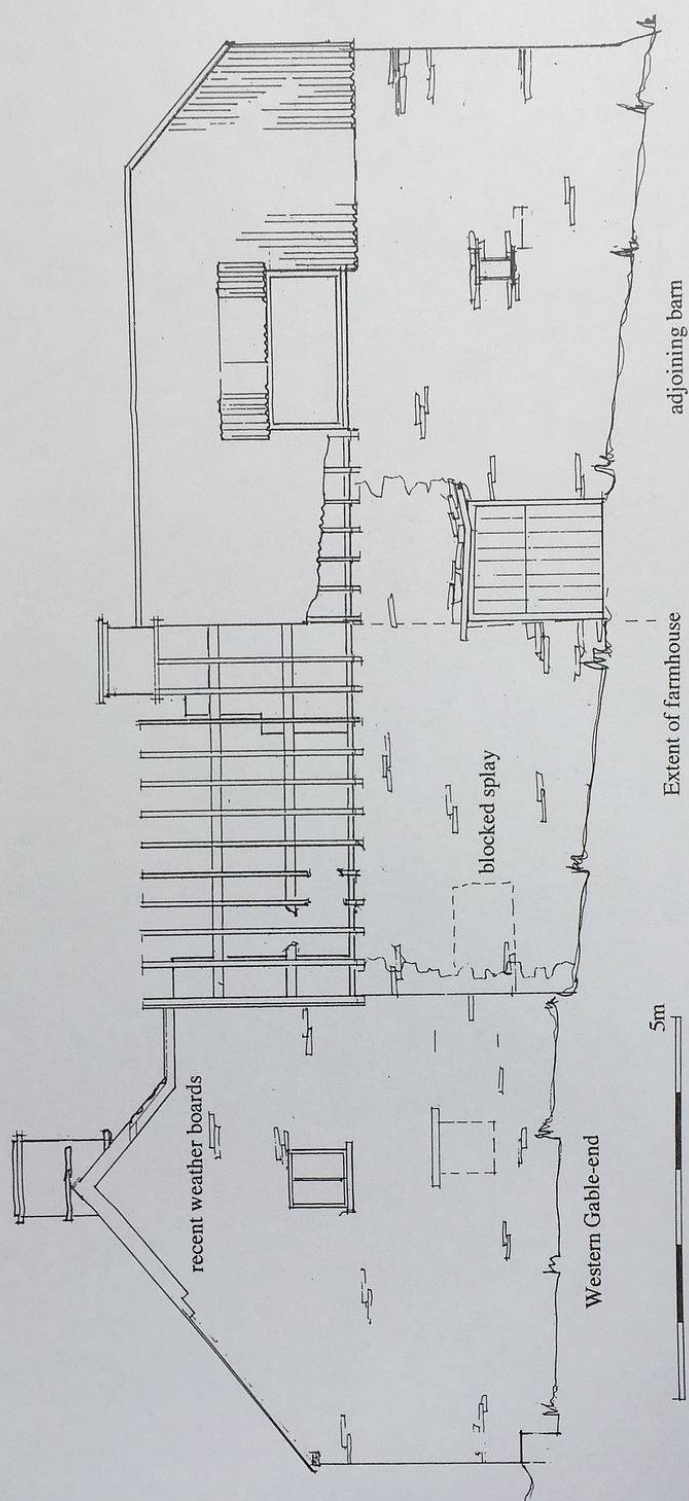 recent weather boards
blocked splay
Western Gable-end
Extent of farmhouse
adjoining barn
5m